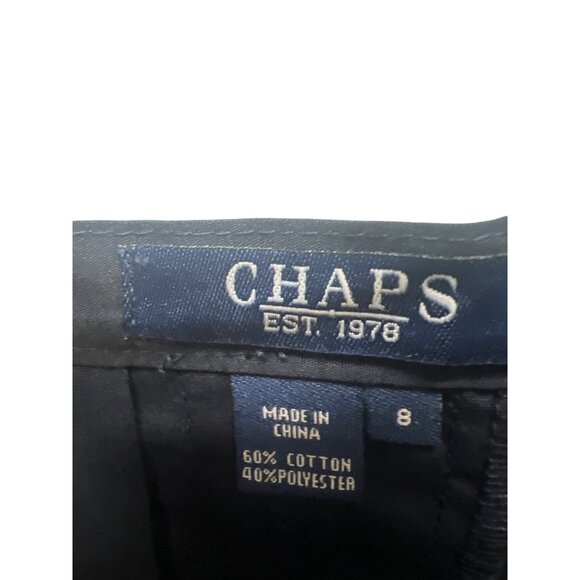 CHAPS
EST. 1978
MADE IN
CHINA
8
60% COTTON
40%POLYESTER